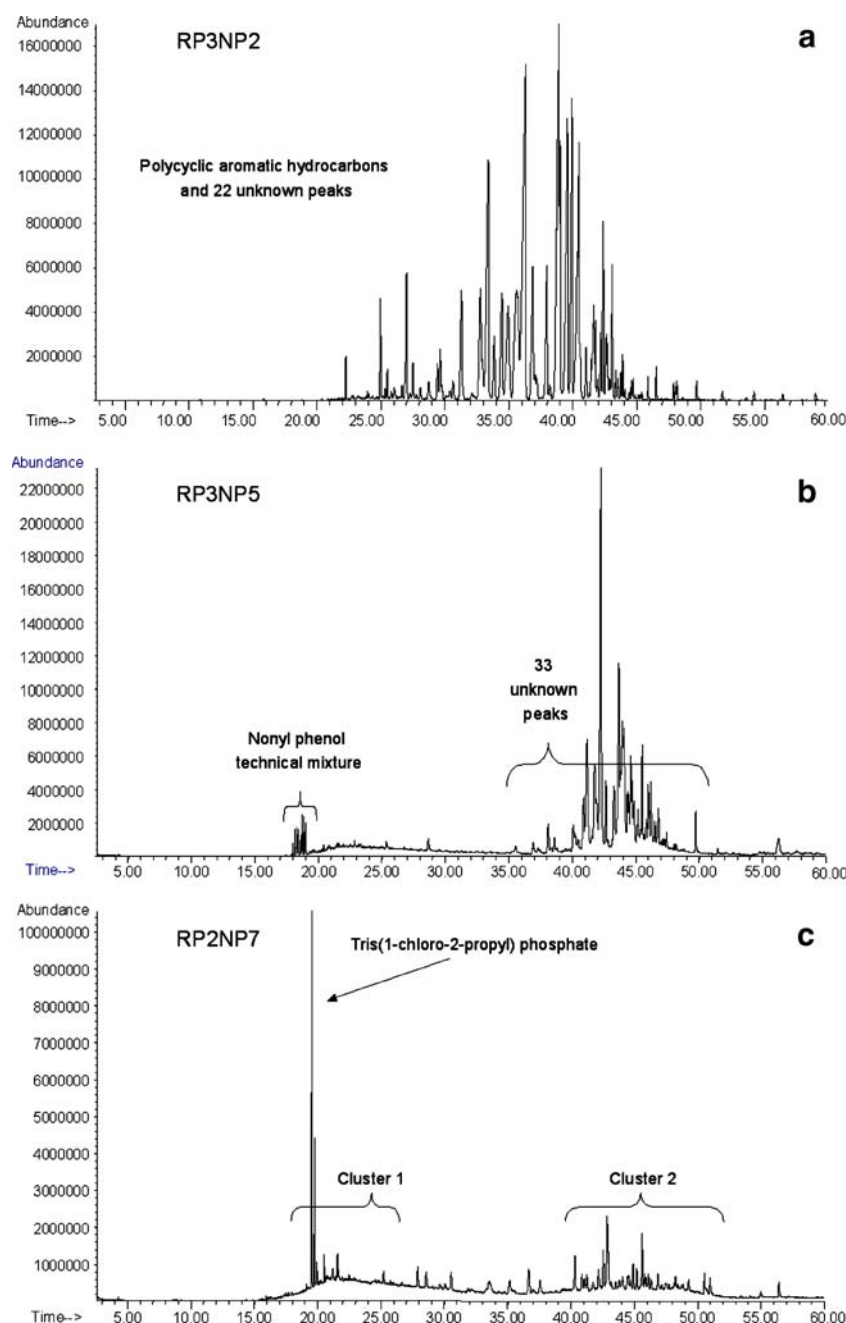 Abundance
RP3NP2
a
16000000
14000000
12000000
10000000
8000000
6000000
4000000
2000000
Polycyclic aromatic hydrocarbons
and 22 unknown peaks
5.00 10.00 15.00 20.00 25.00 30.00 35.00 40.00 45.00 50.00 55.00 60.00
Time-->
Abundance
RP3NP5
b
22000000
20000000
18000000
16000000
14000000
12000000
10000000
8000000
6000000
4000000
2000000
33
unknown
peaks
Nonyl phenol
technical mixture
Time-->
5.00 10.00 15.00 20.00 25.00 30.00 35.00 40.00 45.00 50.00 55.00 60.00
Abundance
RP2NP7
c
100000000
9000000
8000000
7000000
6000000
5000000
4000000
3000000
2000000
1000000
Tris(1-chloro-2-propyl) phosphate
Cluster 1
Cluster 2
Time-->
5.00 10.00 15.00 20.00 25.00 30.00 35.00 40.00 45.00 50.00 55.00 60.00